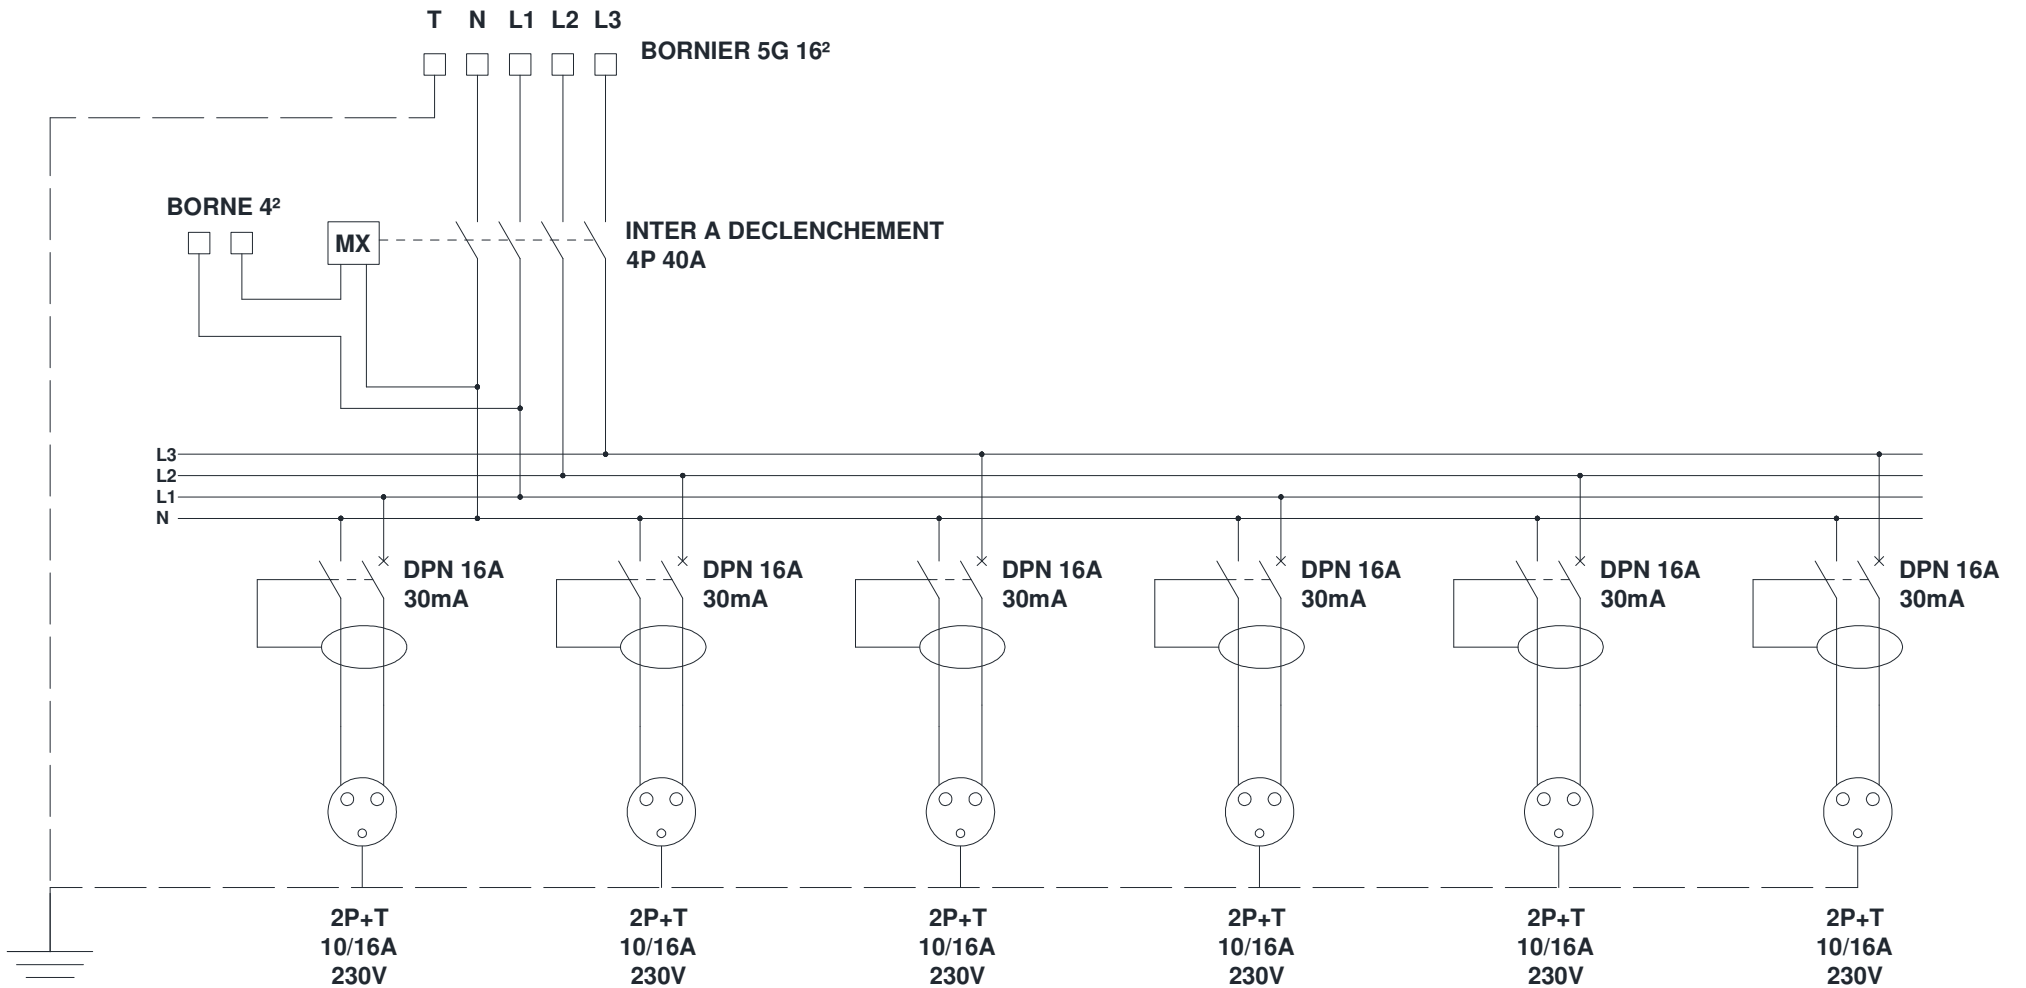 T N L1 L2 L3
BORNIER 5G 16²
BORNE 4²
MX
INTER A DECLENCHEMENT
4P 40A
L3
L2
L1
N
DPN 16A
30mA
DPN 16A
30mA
DPN 16A
30mA
DPN 16A
30mA
DPN 16A
30mA
DPN 16A
30mA
2P+T
10/16A
230V
2P+T
10/16A
230V
2P+T
10/16A
230V
2P+T
10/16A
230V
2P+T
10/16A
230V
2P+T
10/16A
230V